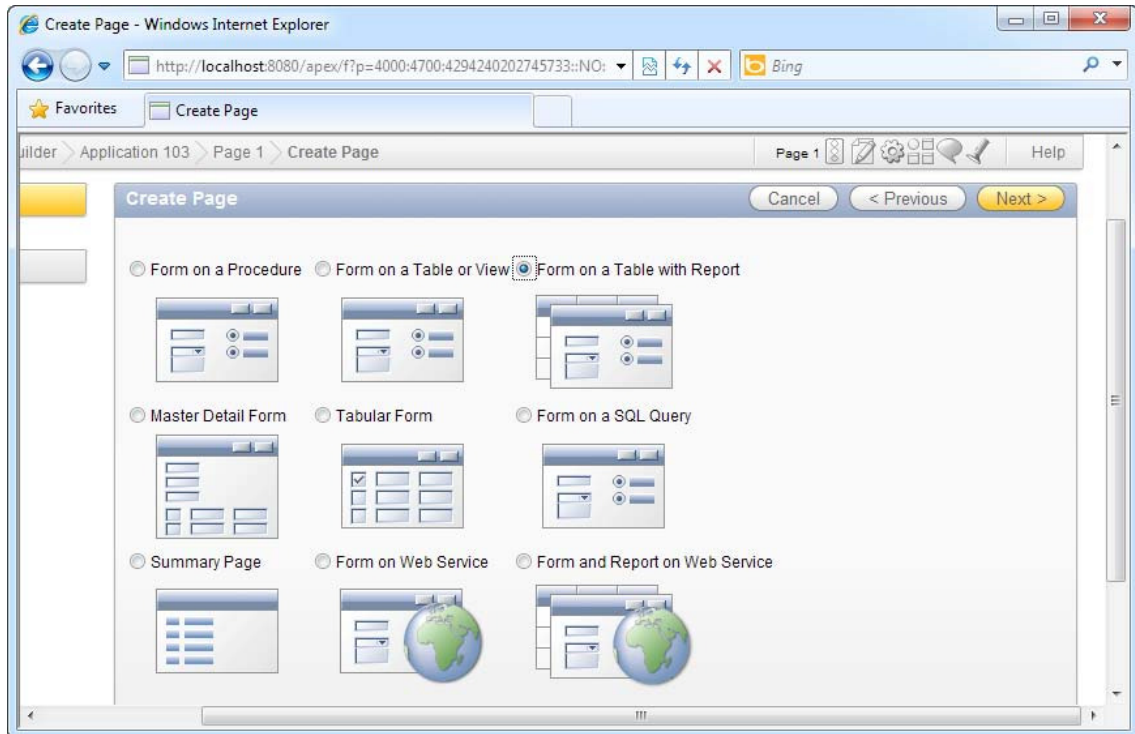 Create Page - Windows Internet Explorer
http://localhost:8080/apex/f?p=4000:4700:4294240202745733::NO:
Bing
Favorites
Create Page
uilder Application 103 Page 1 Create Page
Page 1
Help
Create Page
Cancel
< Previous
Next >
Form on a Procedure
Form on a Table or View
Form on a Table with Report
Master Detail Form
Tabular Form
Form on a SQL Query
Summary Page
Form on Web Service
Form and Report on Web Service